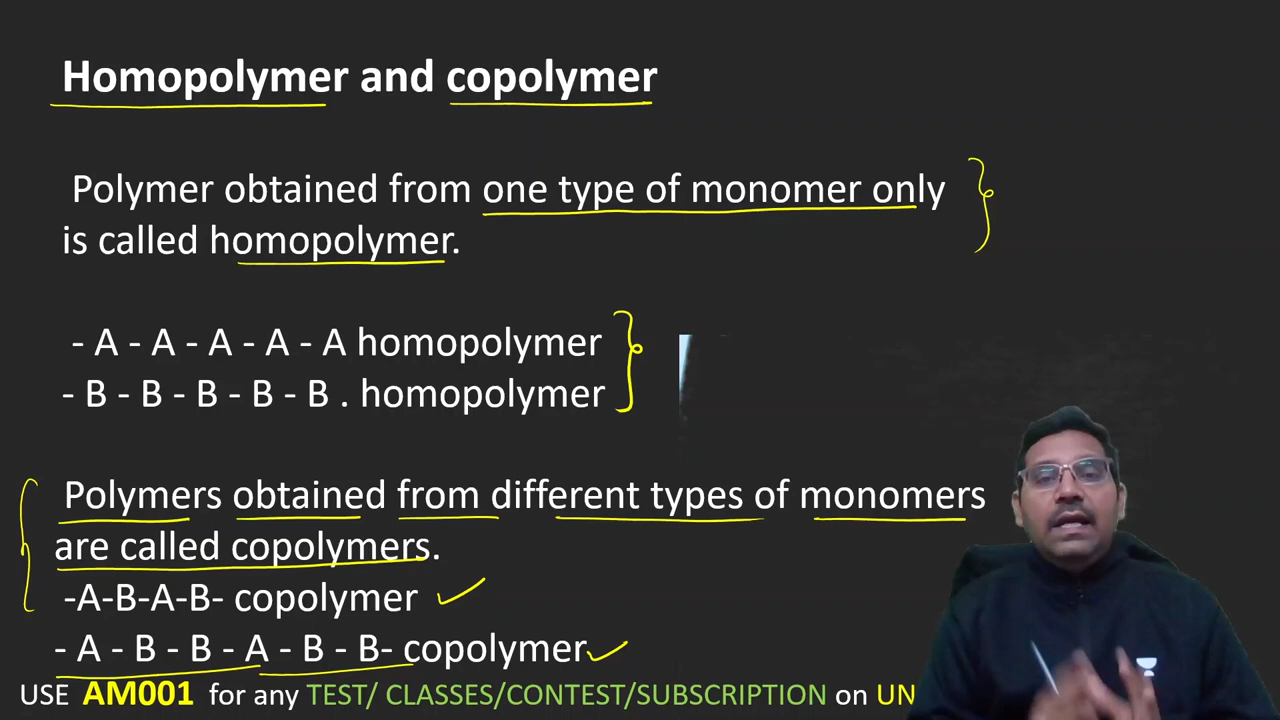 Homopolymer and copolymer
Polymer obtained from one type of monomer only
is called homopolymer.
- A - A - A - A - A homopolymer
- B - B - B - B - B . homopolymer
Polymers obtained from different types of monomers
are called copolymers.
-A-B-A-B- copolymer
- A - B - B - A - B - B- copolymer
USE AM001 for any TEST/ CLASSES/CONTEST/SUBSCRIPTION on UN